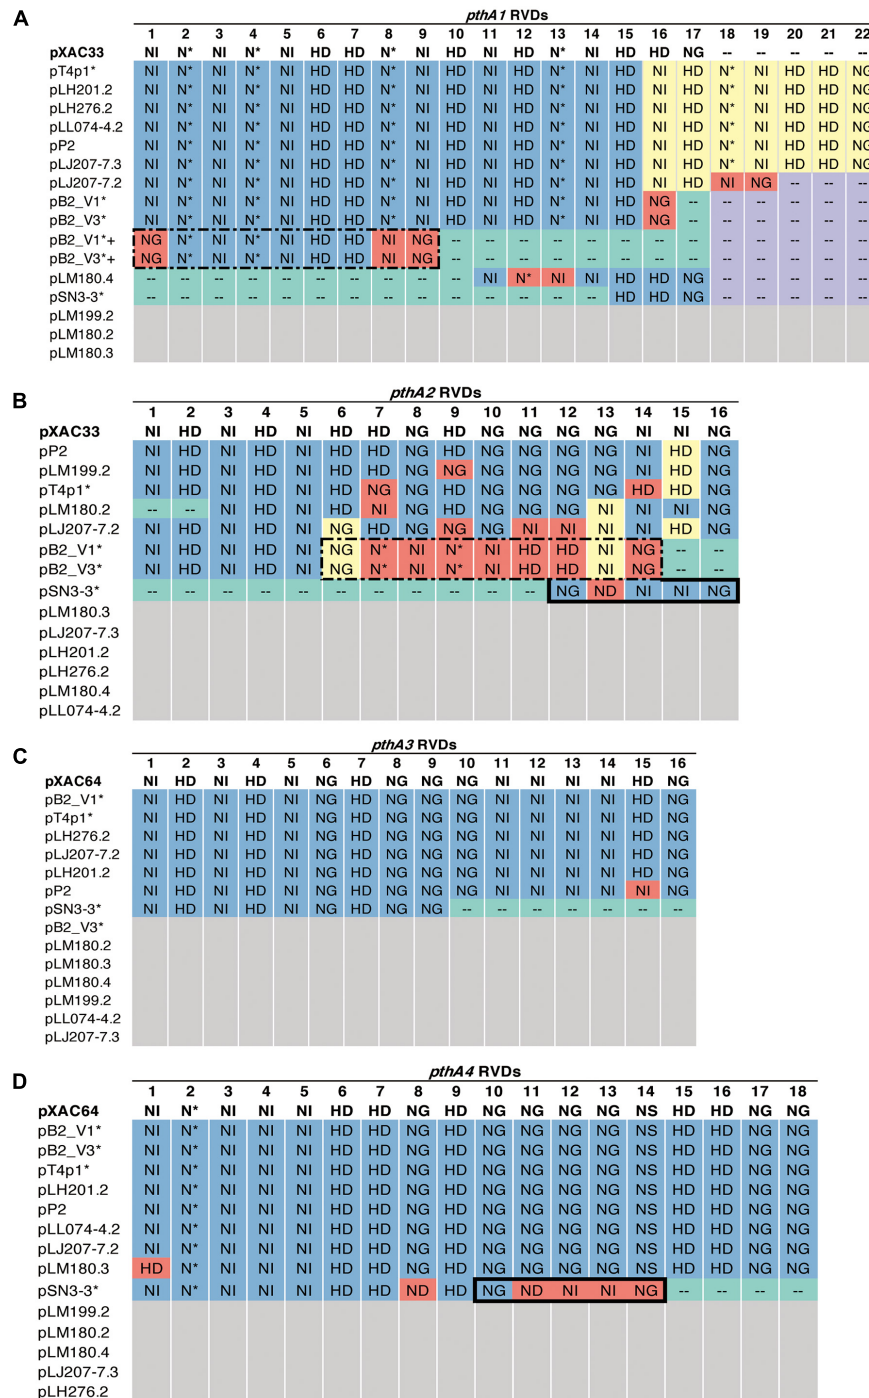 A
pthA1 RVDs
1 2 3 4 5 6 7 8 9 10 11 12 13 14 15 16 17 18 19 20 21 22
pXAC33 NI N* NI N* NI HD HD N* NI HD NI HD N* NI HD HD NG -- -- -- -- --
pT4p1* NI N* NI N* NI HD HD N* NI HD NI HD N* NI HD NI HD N* NI HD HD NG
pLH201.2 NI N* NI N* NI HD HD N* NI HD NI HD N* NI HD NI HD N* NI HD HD NG
pLH276.2 NI N* NI N* NI HD HD N* NI HD NI HD N* NI HD NI HD N* NI HD HD NG
pLL074-4.2 NI N* NI N* NI HD HD N* NI HD NI HD N* NI HD NI HD N* NI HD HD NG
pP2 NI N* NI N* NI HD HD N* NI HD NI HD N* NI HD NI HD N* NI HD HD NG
pLJ207-7.3 NI N* NI N* NI HD HD N* NI HD NI HD N* NI HD NI HD N* NI HD HD NG
pLJ207-7.2 NI N* NI N* NI HD HD N* NI HD NI HD N* NI HD NI HD NI NG -- -- --
pB2_V1* NI N* NI N* NI HD HD N* NI HD NI HD N* NI HD NG -- -- -- -- -- --
pB2_V3* NI N* NI N* NI HD HD N* NI HD NI HD N* NI HD NG -- -- -- -- -- --
pB2_V1*+ NG N* NI N* NI HD HD NI NG -- -- -- -- -- -- -- -- -- -- -- -- --
pB2_V3*+ NG N* NI N* NI HD HD NI NG -- -- -- -- -- -- -- -- -- -- -- -- --
pLM180.4 -- -- -- -- -- -- -- -- -- -- NI N* NI NI HD HD NG -- -- -- -- --
pSN3-3* -- -- -- -- -- -- -- -- -- -- -- -- -- -- HD HD NG -- -- -- -- --
pLM199.2
pLM180.2
pLM180.3
B
pthA2 RVDs
1 2 3 4 5 6 7 8 9 10 11 12 13 14 15 16
pXAC33 NI HD NI HD NI HD HD NG HD NG NG NG NG NI NI NG
pP2 NI HD NI HD NI HD HD NG HD NG NG NG NG NI HD NG
pLM199.2 NI HD NI HD NI HD HD NG NG NG NG NG NG NI HD NG
pT4p1* NI HD NI HD NI HD NG NG HD NG NG NG NG HD HD NG
pLM180.2 -- -- NI HD NI HD NI NG HD NG NG NG NI NI NI NG
pLJ207-7.2 NI HD NI HD NI NG HD NG NG NG NI NI NI NI HD NG
pB2_V1* NI HD NI HD NI NG N* NI N* NI HD HD NI NG -- --
pB2_V3* NI HD NI HD NI NG N* NI N* NI HD HD NI NG -- --
pSN3-3* -- -- -- -- -- -- -- -- -- -- -- NG ND NI NI NG
pLM180.3
pLJ207-7.3
pLH201.2
pLH276.2
pLM180.4
pLL074-4.2
C
pthA3 RVDs
1 2 3 4 5 6 7 8 9 10 11 12 13 14 15 16
pXAC64 NI HD NI HD NI NG HD NG NG NG NI NI NI NI HD NG
pB2_V1* NI HD NI HD NI NG HD NG NG NG NI NI NI NI HD NG
pT4p1* NI HD NI HD NI NG HD NG NG NG NI NI NI NI HD NG
pLH276.2 NI HD NI HD NI NG HD NG NG NG NI NI NI NI HD NG
pLJ207-7.2 NI HD NI HD NI NG HD NG NG NG NI NI NI NI HD NG
pLH201.2 NI HD NI HD NI NG HD NG NG NG NI NI NI NI HD NG
pP2 NI HD NI HD NI NG HD NG NG NG NI NI NI NI NI NG
pSN3-3* NI HD NI HD NI NG HD NG NG -- -- -- -- -- -- --
pB2_V3*
pLM180.2
pLM180.3
pLM180.4
pLM199.2
pLL074-4.2
pLJ207-7.3
D
pthA4 RVDs
1 2 3 4 5 6 7 8 9 10 11 12 13 14 15 16 17 18
pXAC64 NI N* NI NI NI HD HD NG HD NG NG NG NG NS HD HD NG NG
pB2_V1* NI N* NI NI NI HD HD NG HD NG NG NG NG NS HD HD NG NG
pB2_V3* NI N* NI NI NI HD HD NG HD NG NG NG NG NS HD HD NG NG
pT4p1* NI N* NI NI NI HD HD NG HD NG NG NG NG NS HD HD NG NG
pLH201.2 NI N* NI NI NI HD HD NG HD NG NG NG NG NS HD HD NG NG
pP2 NI N* NI NI NI HD HD NG HD NG NG NG NG NS HD HD NG NG
pLL074-4.2 NI N* NI NI NI HD HD NG HD NG NG NG NG NS HD HD NG NG
pLJ207-7.2 NI N* NI NI NI HD HD NG HD NG NG NG NG NS HD HD NG NG
pLM180.3 HD N* NI NI NI HD HD NG HD NG NG NG NG NS HD HD NG NG
pSN3-3* NI N* NI NI NI HD HD ND HD NG ND NI NI NG -- -- -- --
pLM199.2
pLM180.2
pLM180.4
pLJ207-7.3
pLH276.2